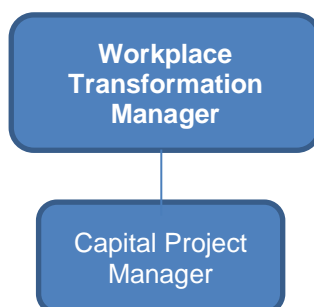 Workplace
Transformation
Manager
Capital Project
Manager